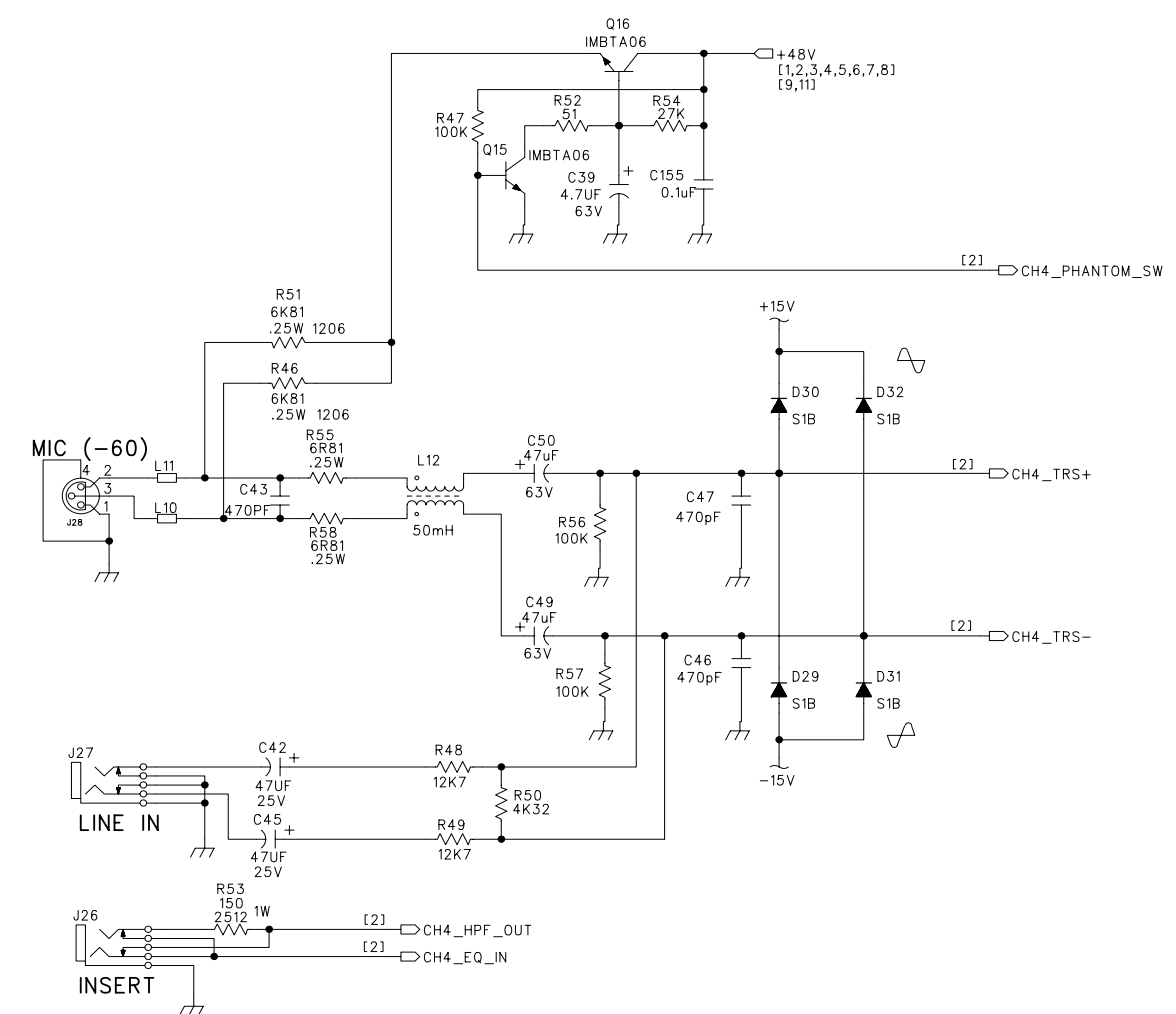 Q16
IMBTA06
+48V
[1,2,3,4,5,6,7,8]
[9,11]
R47
100K
R52
51
R54
27K
Q15
IMBTA06
C39
4.7UF
63V
+
C155
0.1uF
[2]
CH4_PHANTOM_SW
R51
6K81
.25W 1206
R46
6K81
.25W 1206
+15V
D30
S1B
D32
S1B
MIC (-60)
4
2
3
1
J28
L11
L10
C43
470PF
R55
6R81
.25W
R58
6R81
.25W
L12
50mH
C50
+
47uF
63V
R56
100K
C47
470pF
[2]
CH4_TRS+
C49
+
47uF
63V
R57
100K
C46
470pF
[2]
CH4_TRS-
D29
S1B
D31
S1B
-15V
J27
LINE IN
C42
+
47UF
25V
C45
+
47UF
25V
R48
12K7
R49
12K7
R50
4K32
J26
INSERT
R53
150
2512
1W
[2]
CH4_HPF_OUT
[2]
CH4_EQ_IN